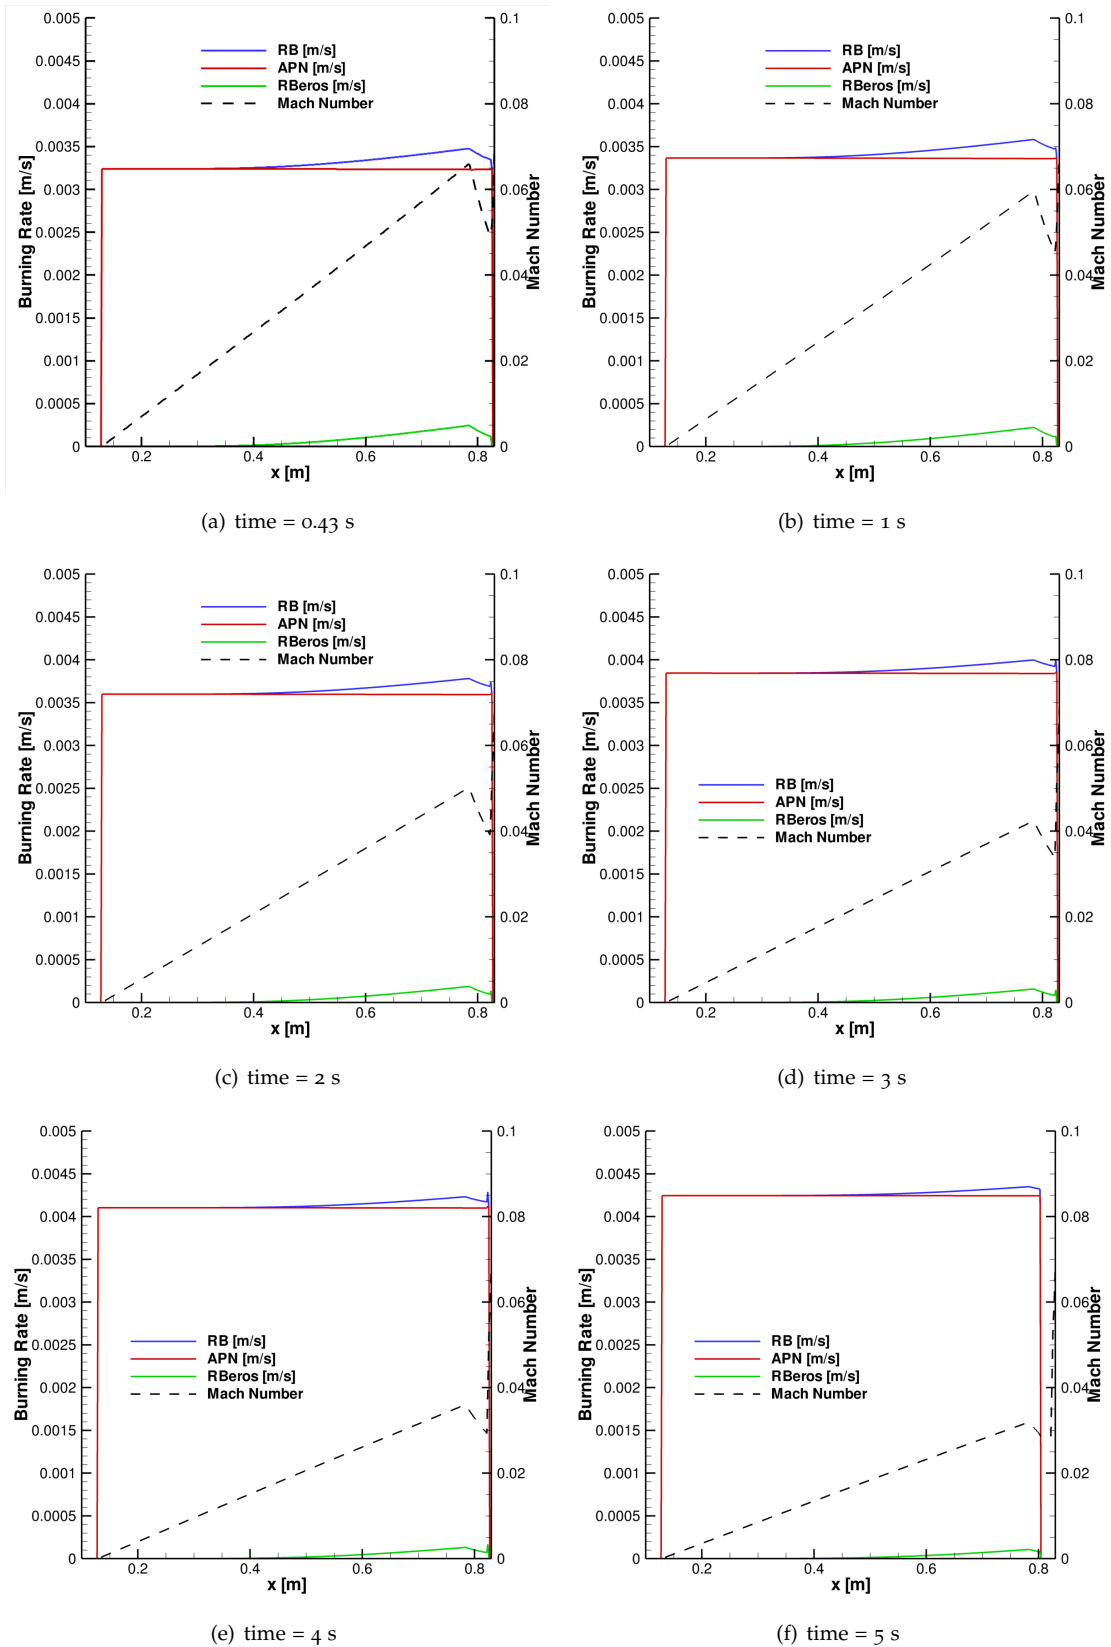 0.005
0.0045
0.004
0.0035
0.003
0.0025
0.002
0.0015
0.001
0.0005
0
Burning Rate [m/s]
RB [m/s]
APN [m/s]
RBeros [m/s]
Mach Number
0.1
0.08
0.06
0.04
0.02
0
Mach Number
0.2 0.4 0.6 0.8
x [m]
(a) time = 0.43 s
0.005
0.0045
0.004
0.0035
0.003
0.0025
0.002
0.0015
0.001
0.0005
0
Burning Rate [m/s]
RB [m/s]
APN [m/s]
RBeros [m/s]
Mach Number
0.1
0.08
0.06
0.04
0.02
0
Mach Number
0.2 0.4 0.6 0.8
x [m]
(b) time = 1 s
0.005
0.0045
0.004
0.0035
0.003
0.0025
0.002
0.0015
0.001
0.0005
0
Burning Rate [m/s]
RB [m/s]
APN [m/s]
RBeros [m/s]
Mach Number
0.1
0.08
0.06
0.04
0.02
0
Mach Number
0.2 0.4 0.6 0.8
x [m]
(c) time = 2 s
0.005
0.0045
0.004
0.0035
0.003
0.0025
0.002
0.0015
0.001
0.0005
0
Burning Rate [m/s]
RB [m/s]
APN [m/s]
RBeros [m/s]
Mach Number
0.1
0.08
0.06
0.04
0.02
0
Mach Number
0.2 0.4 0.6 0.8
x [m]
(d) time = 3 s
0.005
0.0045
0.004
0.0035
0.003
0.0025
0.002
0.0015
0.001
0.0005
0
Burning Rate [m/s]
RB [m/s]
APN [m/s]
RBeros [m/s]
Mach Number
0.1
0.08
0.06
0.04
0.02
0
Mach Number
0.2 0.4 0.6 0.8
x [m]
(e) time = 4 s
0.005
0.0045
0.004
0.0035
0.003
0.0025
0.002
0.0015
0.001
0.0005
0
Burning Rate [m/s]
RB [m/s]
APN [m/s]
RBeros [m/s]
Mach Number
0.1
0.08
0.06
0.04
0.02
0
Mach Number
0.2 0.4 0.6 0.8
x [m]
(f) time = 5 s